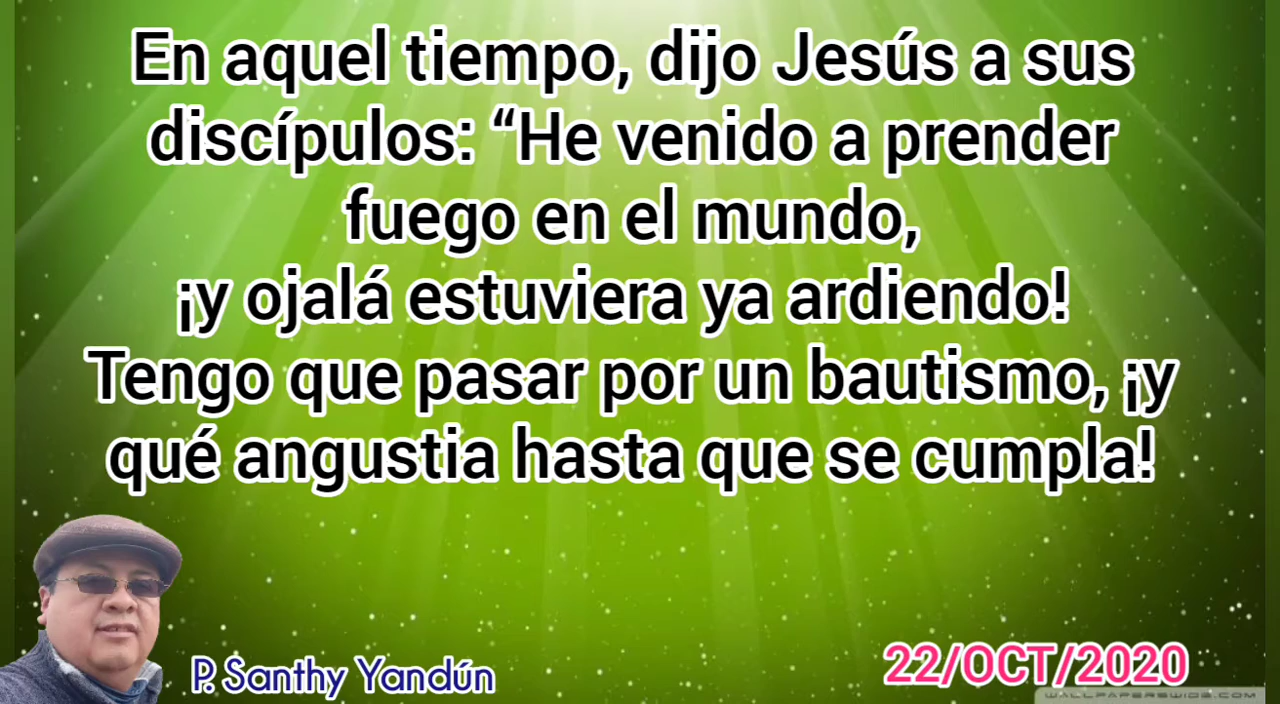 En aquel tiempo, dijo Jesús a sus
discípulos: “He venido a prender
fuego en el mundo,
¡y ojalá estuviera ya ardiendo!
Tengo que pasar por un bautismo, ¡y
qué angustia hasta que se cumpla!
P. Santhy Yandún
22/OCT/2020
WALLPAPERSWIDE.COM